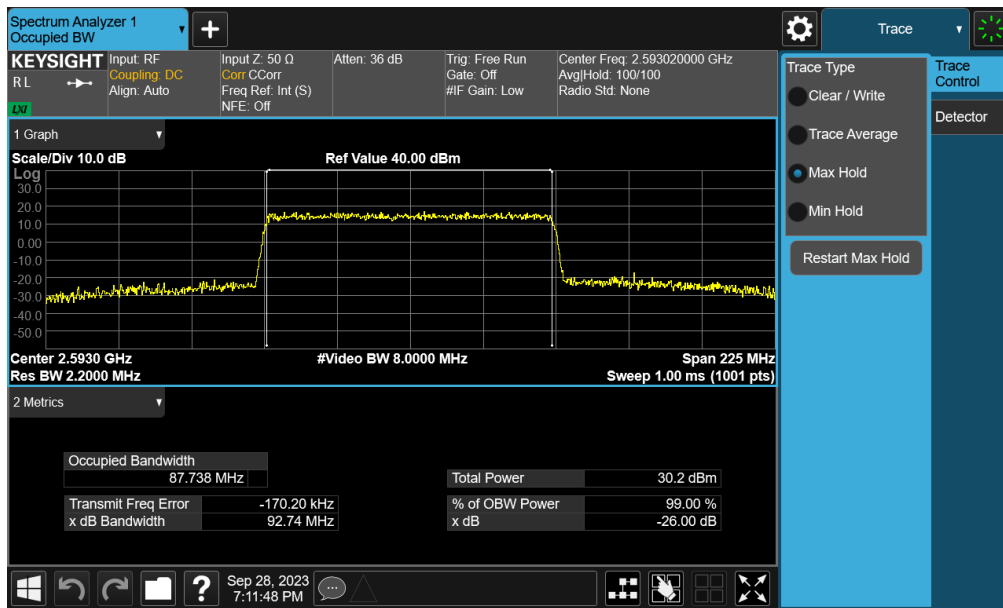 Spectrum Analyzer 1
Occupied BW
Trace
KEYSIGHT
R L
LXI
Input: RF
Coupling: DC
Align: Auto
Input Z: 50 Ω
Corr CCorr
Freq Ref: Int (S)
NFE: Off
Atten: 36 dB
Trig: Free Run
Gate: Off
#IF Gain: Low
Center Freq: 2.593020000 GHz
Avg|Hold: 100/100
Radio Std: None
1 Graph
Scale/Div 10.0 dB
Ref Value 40.00 dBm
Log
30.0
20.0
10.0
0.00
-10.0
-20.0
-30.0
-40.0
-50.0
Center 2.5930 GHz
#Video BW 8.0000 MHz
Span 225 MHz
Res BW 2.2000 MHz
Sweep 1.00 ms (1001 pts)
2 Metrics
Occupied Bandwidth
87.738 MHz
Total Power 30.2 dBm
Transmit Freq Error -170.20 kHz
% of OBW Power 99.00 %
x dB Bandwidth 92.74 MHz
x dB -26.00 dB
Trace Type
Clear / Write
Trace Average
Max Hold
Min Hold
Restart Max Hold
Trace
Control
Detector
?
Sep 28, 2023
7:11:48 PM